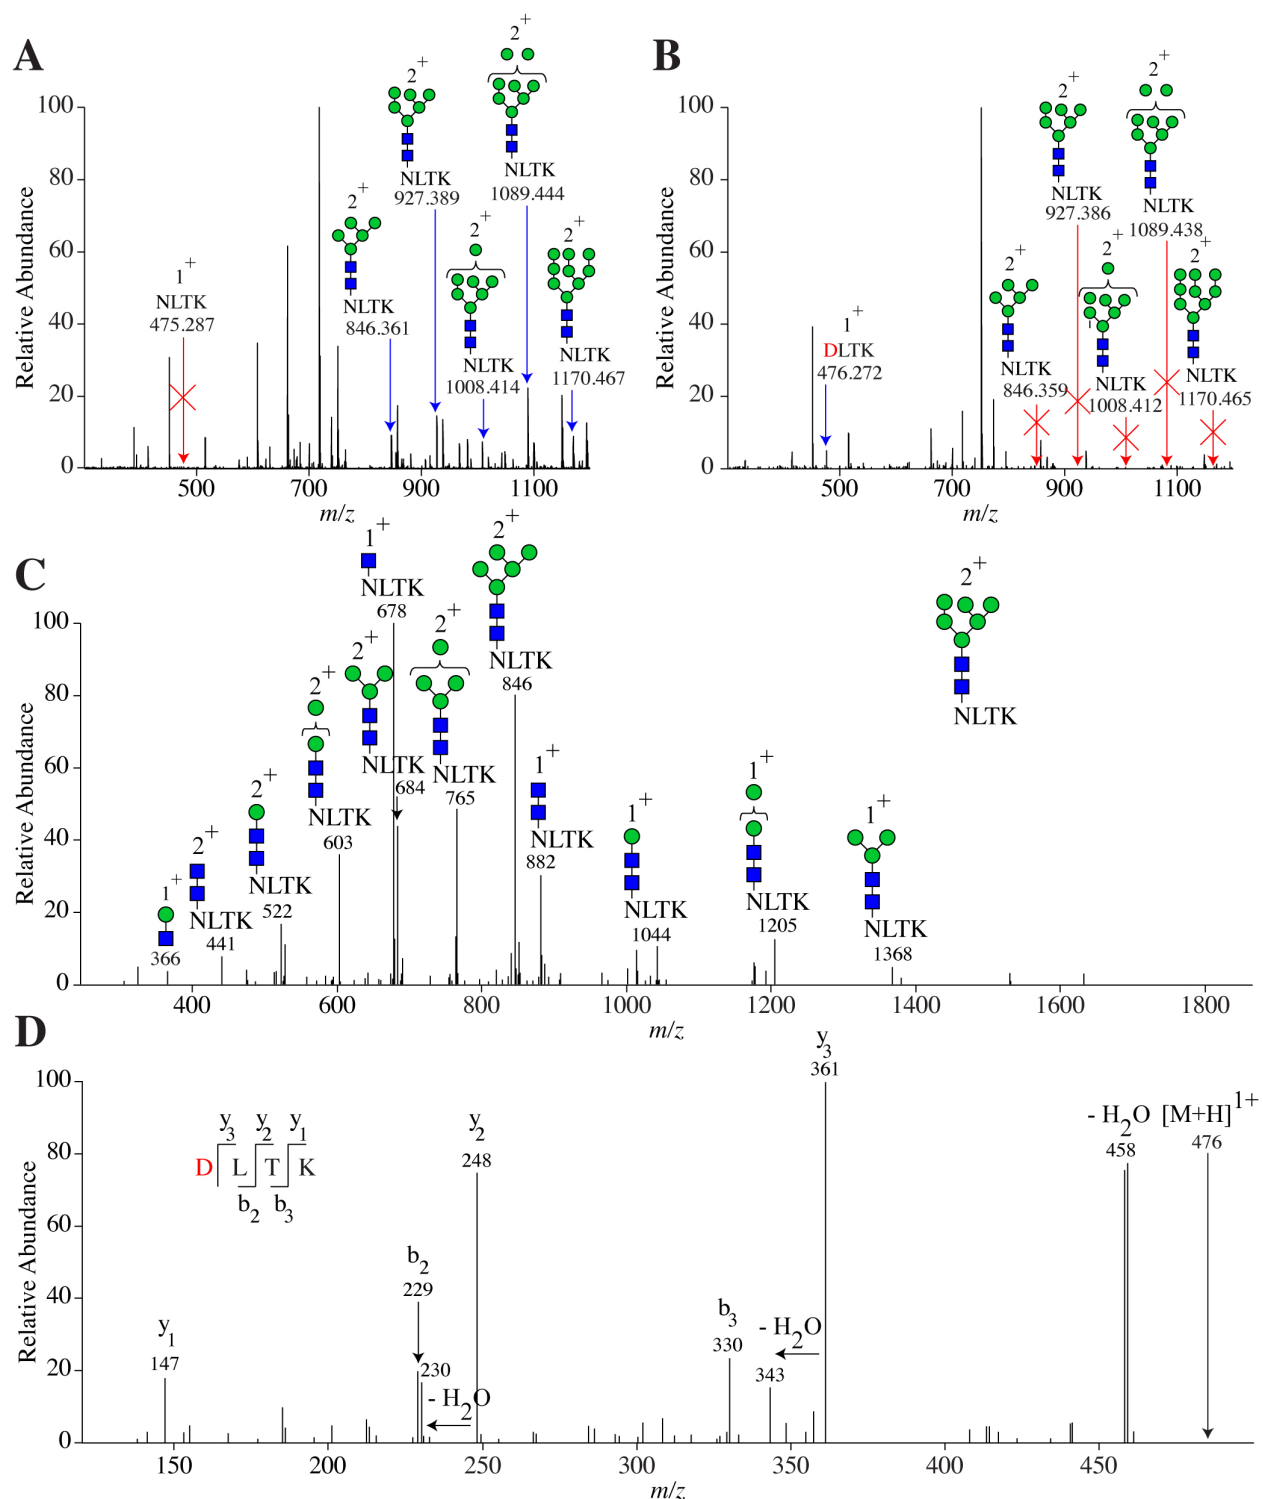 A
B
2+
2+
NLTK
927.389
NLTK
1089.444
2+
NLTK
846.361
2+
NLTK
1008.414
2+
NLTK
1170.467
1+
NLTK
475.287
100
80
60
40
20
0
Relative Abundance
500
700
900
1100
m/z
2+
NLTK
927.386
2+
NLTK
1089.438
2+
NLTK
846.359
2+
NLTK
1008.412
2+
NLTK
1170.465
1+
DLTK
476.272
100
80
60
40
20
0
Relative Abundance
500
700
900
1100
m/z
C
1+
366
2+
NLTK
441
2+
NLTK
522
2+
NLTK
603
1+
NLTK
678
2+
NLTK
684
2+
NLTK
765
2+
NLTK
846
1+
NLTK
882
1+
NLTK
1044
1+
NLTK
1205
1+
NLTK
1368
2+
NLTK
100
80
60
40
20
0
Relative Abundance
400
600
800
1000
1200
1400
1600
1800
m/z
D
y3 y2 y1
D L T K
b2 b3
y1
147
b2
229
230
- H2O
y2
248
b3
330
- H2O
343
y3
361
- H2O [M+H]1+
458
476
100
80
60
40
20
0
Relative Abundance
150
200
250
300
350
400
450
m/z